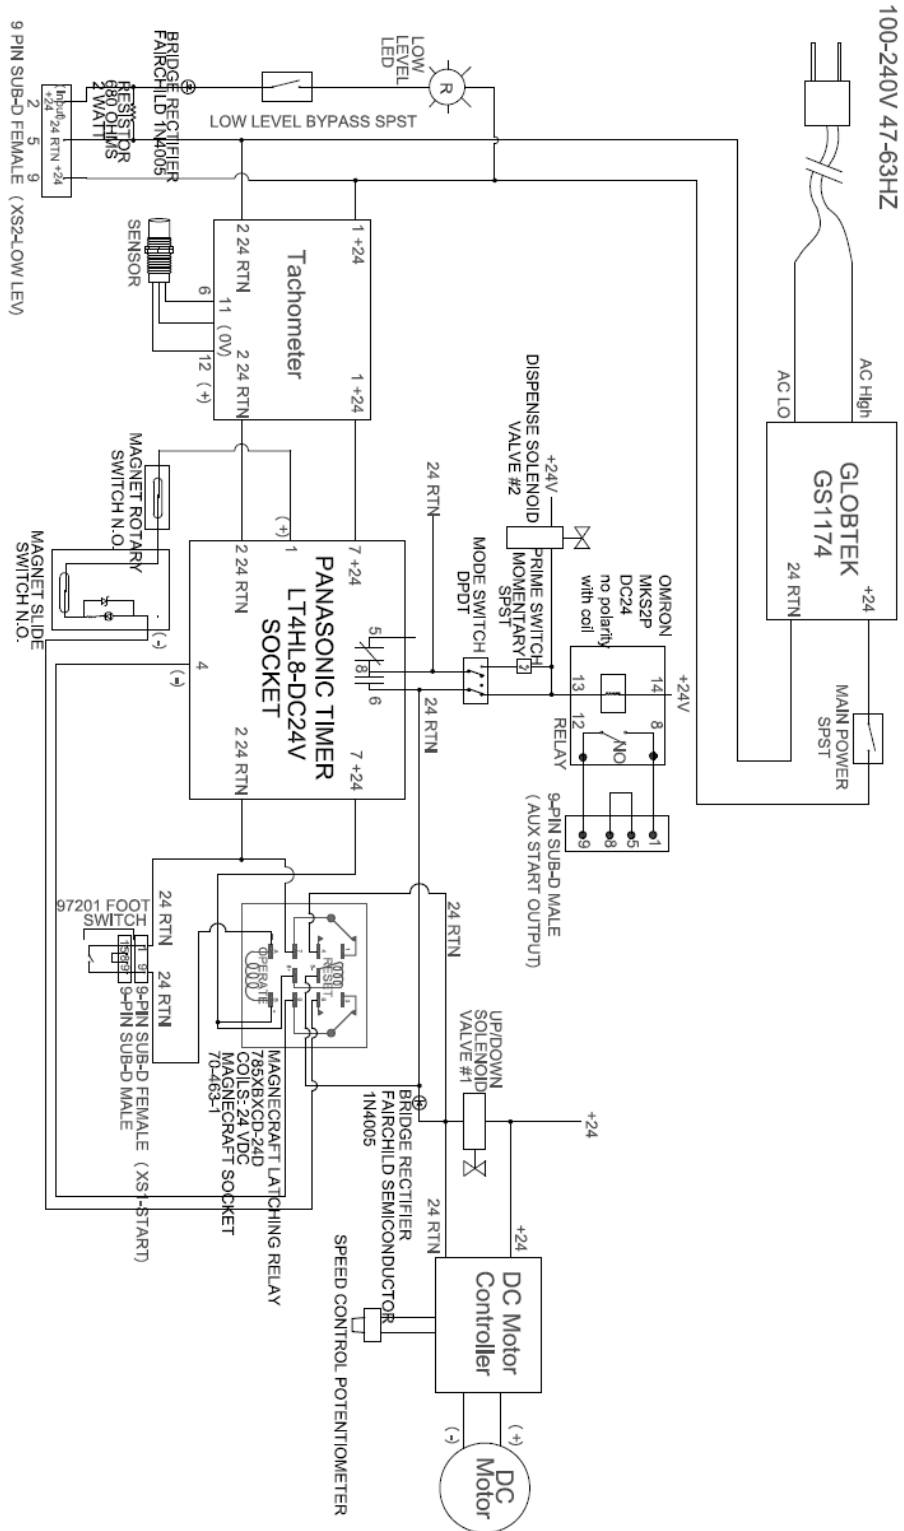 100-240V 47-63HZ
AC High
AC LO
GLOBTEK
GS1174
+24
24 RTN
MAIN POWER
SPST
LOW
LEVEL
LED
R
LOW LEVEL BYPASS SPST
BRIDGE RECTIFIER
FAIRCHILD 1N4005
RESISTOR
680 OHMS
2 WATT
(Input)
+24
24 RTN
+24
2
5
9
9 PIN SUB-D FEMALE (XS2-LOW LEV)
1 +24
2 24 RTN
Tachometer
1 +24
2 24 RTN
SENSOR
6
11
(0V)
12 (+)
MAGNET ROTARY
SWITCH N.O.
MAGNET SLIDE
SWITCH N.O.
(-)
(+)
1
2 24 RTN
7 +24
PANASONIC TIMER
LT4HL8-DC24V
SOCKET
5
8
6
4
(-)
2 24 RTN
7 +24
24 RTN
24 RTN
DISPENSE SOLENOID
VALVE #2
+24V
PRIME SWITCH
MOMENTARY
SPST
MODE SWITCH
DPDT
OMRON
MKS2P
DC24
no polarity
with coil
+24V
14
13
8
12
NO
RELAY
1
5
8
9
9-PIN SUB-D MALE
(AUX START OUTPUT)
97201 FOOT
SWITCH
24 RTN
24 RTN
1
9
9-PIN SUB-D FEMALE (XS1-START)
9-PIN SUB-D MALE
RESET
OPERATE
MAGNECRAFT LATCHING RELAY
785XBXCD-24D
COILS: 24 VDC
MAGNECRAFT SOCKET
70-463-1
24 RTN
UP/DOWN
SOLENOID
VALVE #1
+24
BRIDGE RECTIFIER
FAIRCHILD SEMICONDUCTOR
1N4005
24 RTN
+24
DC Motor
Controller
SPEED CONTROL POTENTIOMETER
(+)
(-)
DC
Motor